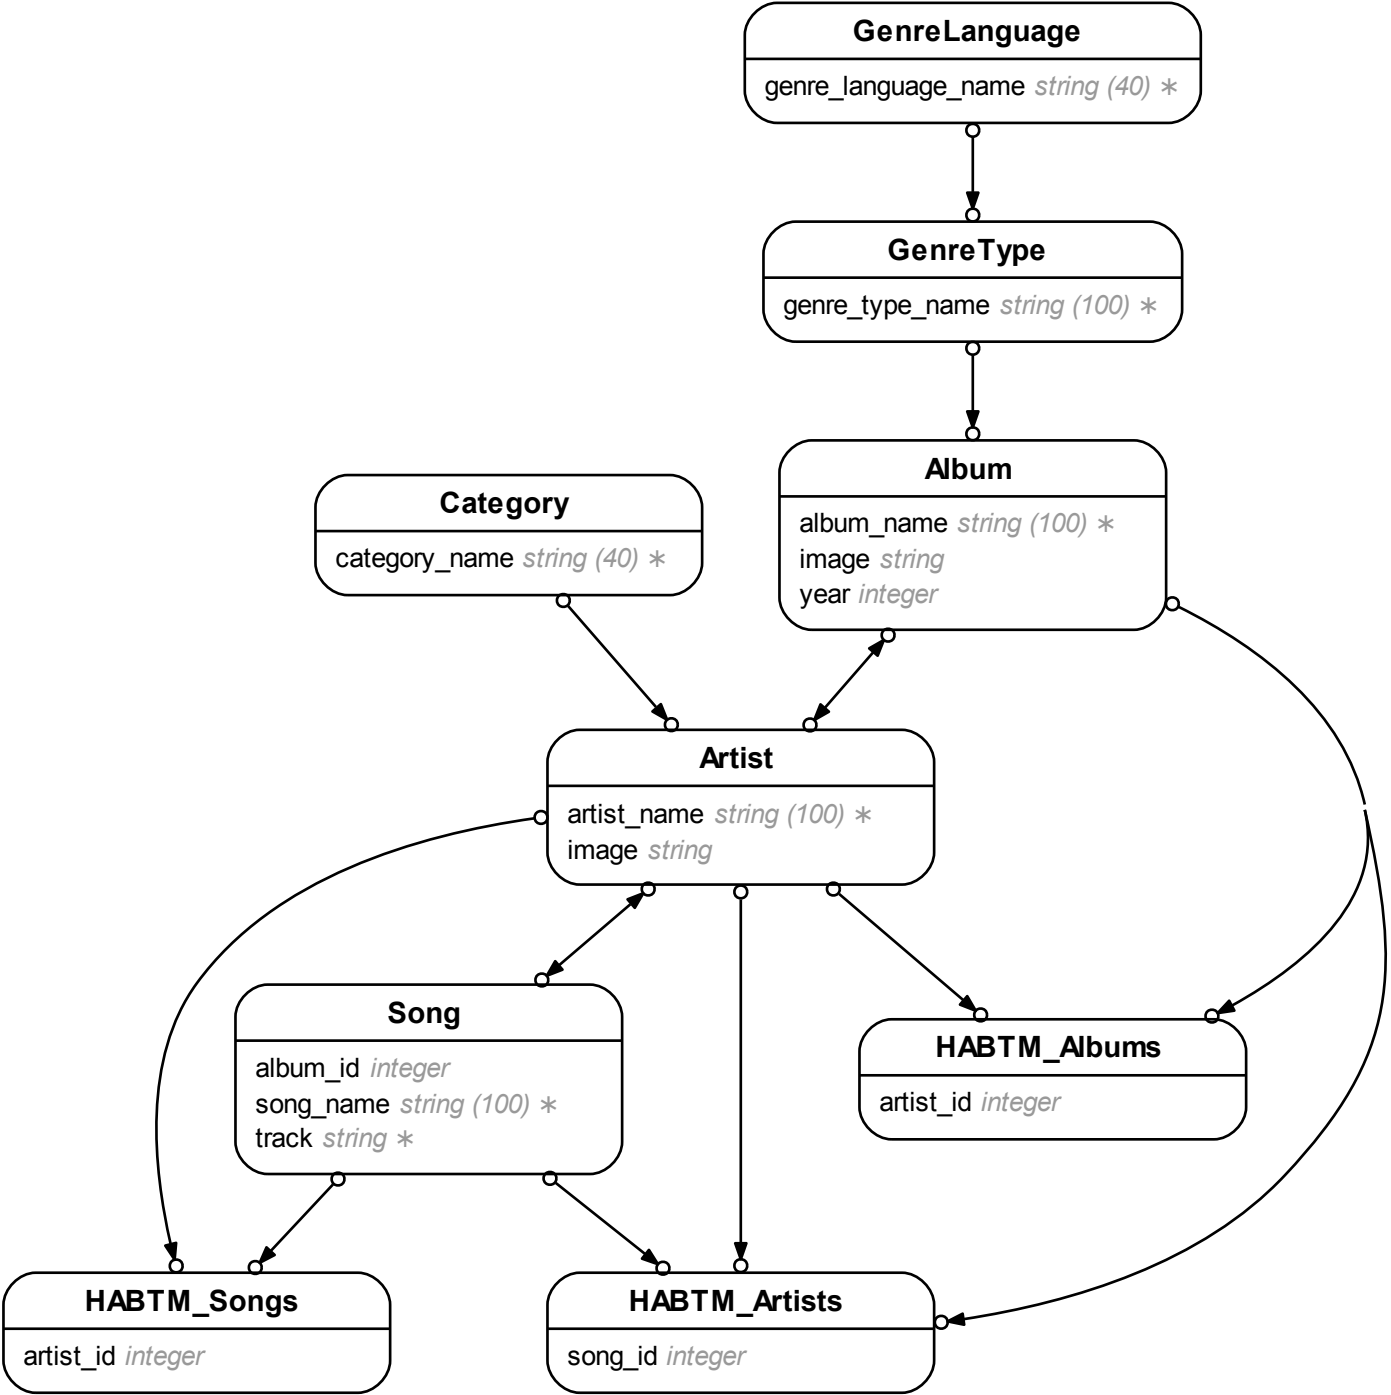 GenreLanguage
genre_language_name string (40) ∗
GenreType
genre_type_name string (100) ∗
Album
album_name string (100) ∗
image string
year integer
Category
category_name string (40) ∗
Artist
artist_name string (100) ∗
image string
Song
album_id integer
song_name string (100) ∗
track string ∗
HABTM_Albums
artist_id integer
HABTM_Songs
artist_id integer
HABTM_Artists
song_id integer